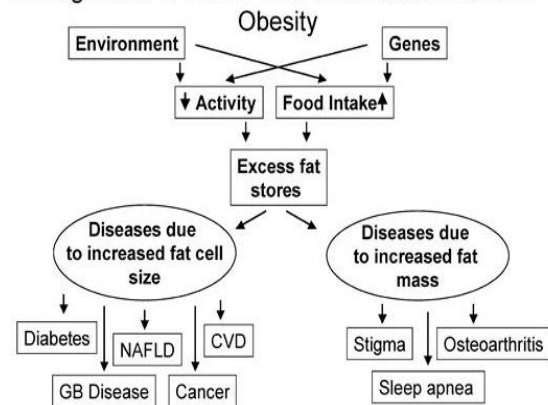 Obesity
Environment
Genes
Activity
Food Intake
Excess fat
stores
Diseases due
to increased fat cell
size
Diseases due
to increased fat
mass
Diabetes
NAFLD
CVD
GB Disease
Cancer
Stigma
Osteoarthritis
Sleep apnea